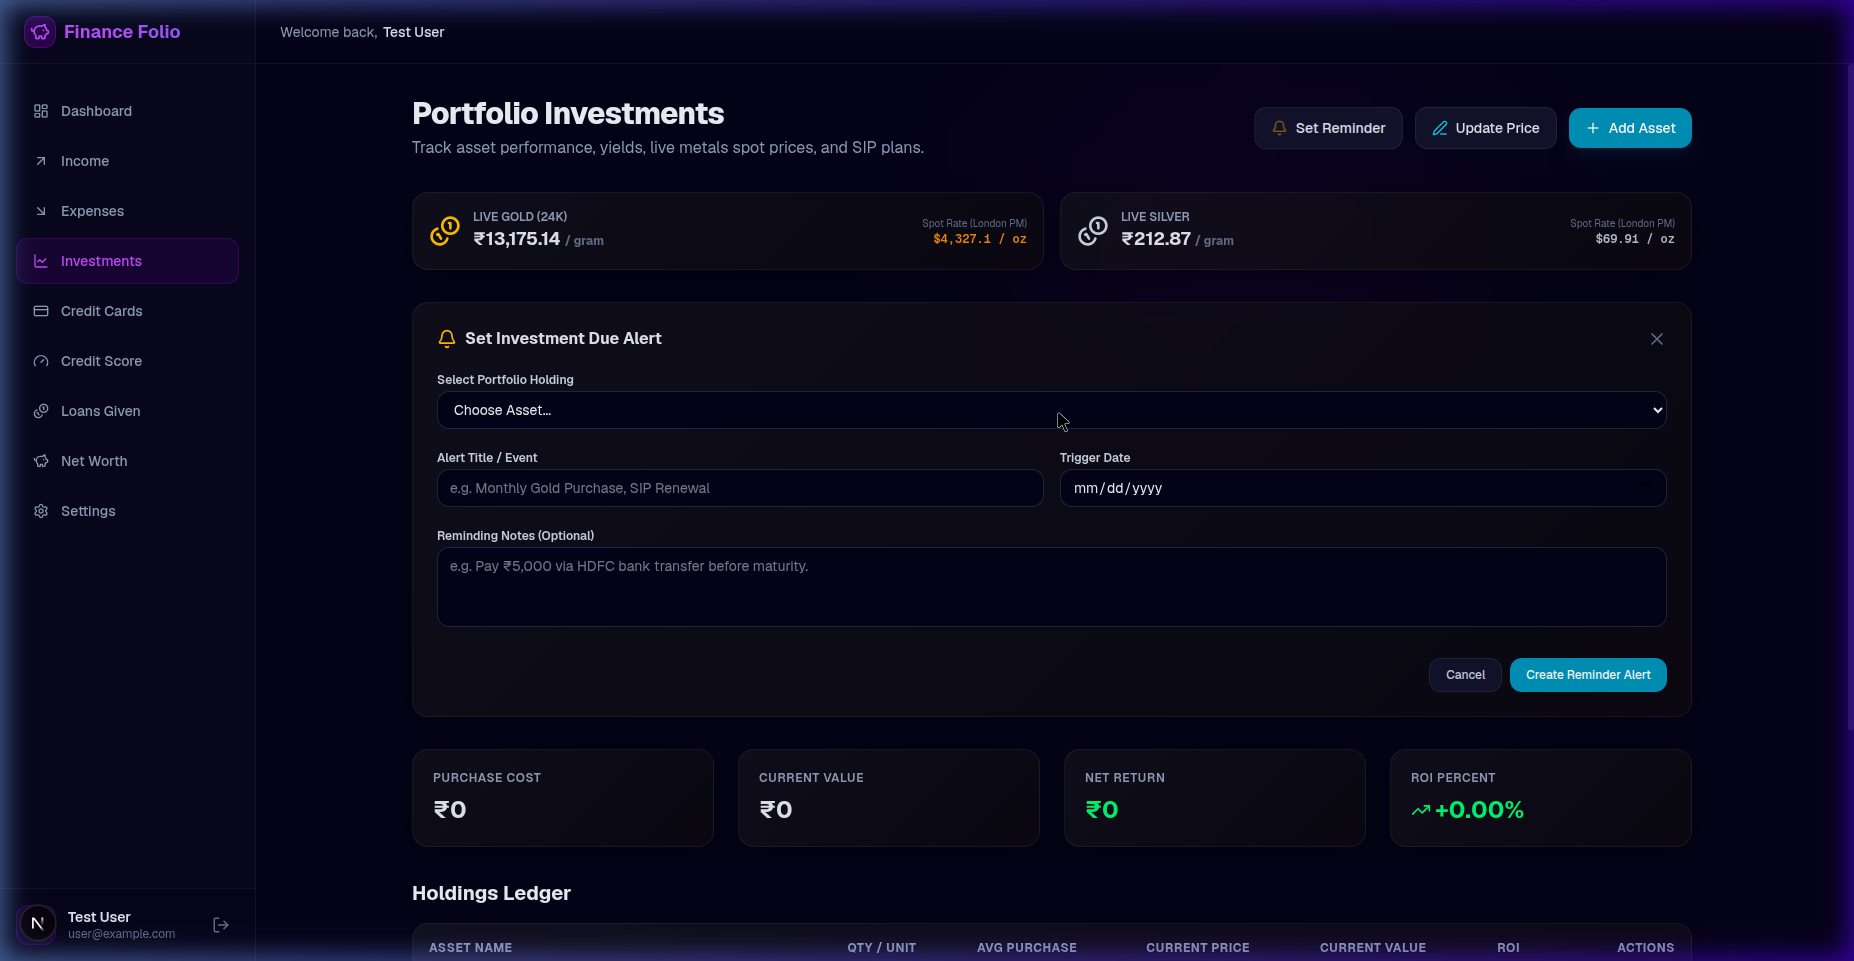 Finance Folio
Welcome back, Test User
Dashboard
Income
Expenses
Investments
Credit Cards
Credit Score
Loans Given
Net Worth
Settings
Test User
user@example.com
N
Portfolio Investments
Track asset performance, yields, live metals spot prices, and SIP plans.
Set Reminder
Update Price
Add Asset
LIVE GOLD (24K)
₹13,175.14 / gram
Spot Rate (London PM)
$4,327.1 / oz
LIVE SILVER
₹212.87 / gram
Spot Rate (London PM)
$69.91 / oz
Set Investment Due Alert
Select Portfolio Holding
Choose Asset...
Alert Title / Event
e.g. Monthly Gold Purchase, SIP Renewal
Trigger Date
mm/dd/yyyy
Reminding Notes (Optional)
e.g. Pay ₹5,000 via HDFC bank transfer before maturity.
Cancel
Create Reminder Alert
PURCHASE COST
₹0
CURRENT VALUE
₹0
NET RETURN
₹0
ROI PERCENT
+0.00%
Holdings Ledger
ASSET NAME QTY / UNIT AVG PURCHASE CURRENT PRICE CURRENT VALUE ROI ACTIONS